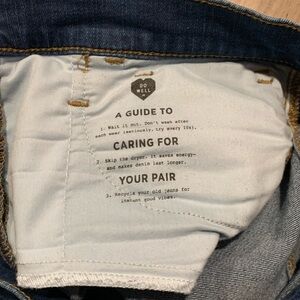 DO
WELL
A GUIDE TO
1. Wait it out. Don't wash after
each wear (seriously, try every 10x).
CARING FOR
2. Skip the dryer. It saves energy—
and makes denim last longer.
YOUR PAIR
3. Recycle your old jeans for
instant good vibes.